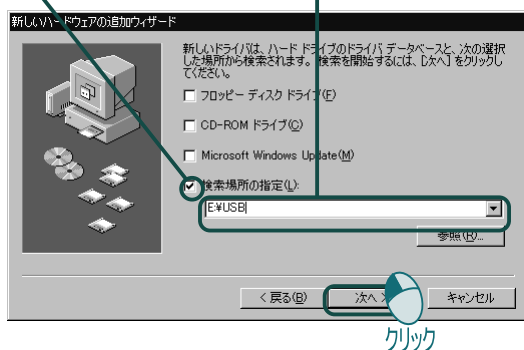 新しいハードウェアの追加ウィザード
新しいドライバは、ハード ドライブのドライバ データベースと、次の選択
した場所から検索されます。検索を開始するには、[次へ] をクリックし
てください。
フロッピー ディスク ドライブ(F)
CD-ROM ドライブ(C)
Microsoft Windows Update(M)
検索場所の指定(L):
E:¥USB
参照(R)...
< 戻る(B)
次へ >
キャンセル
クリック